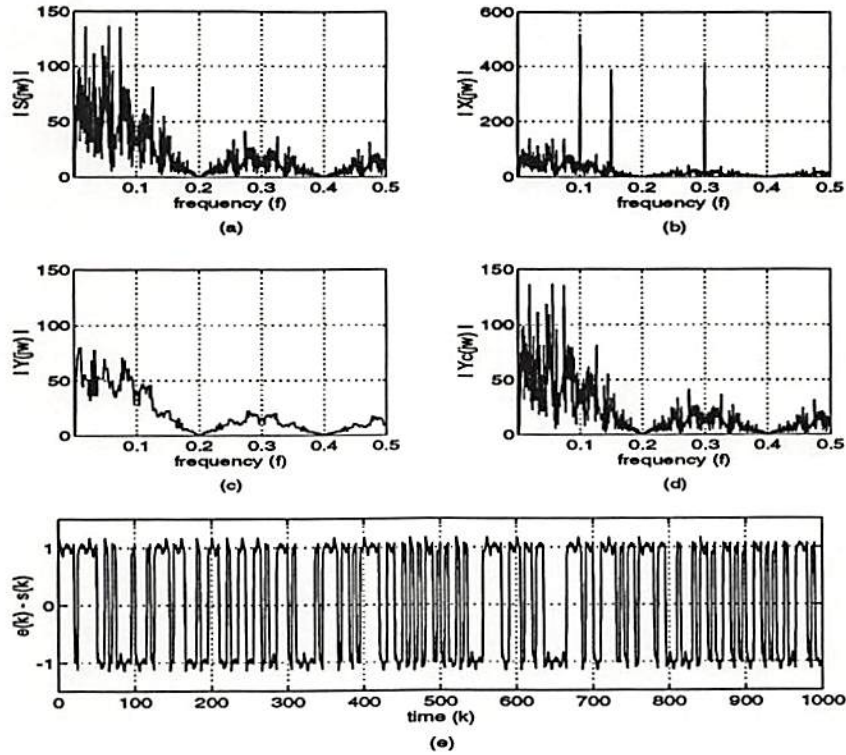 150
100
50
0
| S(jw) |
0.1 0.2 0.3 0.4 0.5
frequency (f)
(a)
600
400
200
0
| X(jw) |
0.1 0.2 0.3 0.4 0.5
frequency (f)
(b)
150
100
50
0
| Y(jw) |
0.1 0.2 0.3 0.4 0.5
frequency (f)
(c)
150
100
50
0
| Yc(jw) |
0.1 0.2 0.3 0.4 0.5
frequency (f)
(d)
1
0
-1
e(k) - s(k)
0 100 200 300 400 500 600 700 800 900 1000
time (k)
(e)